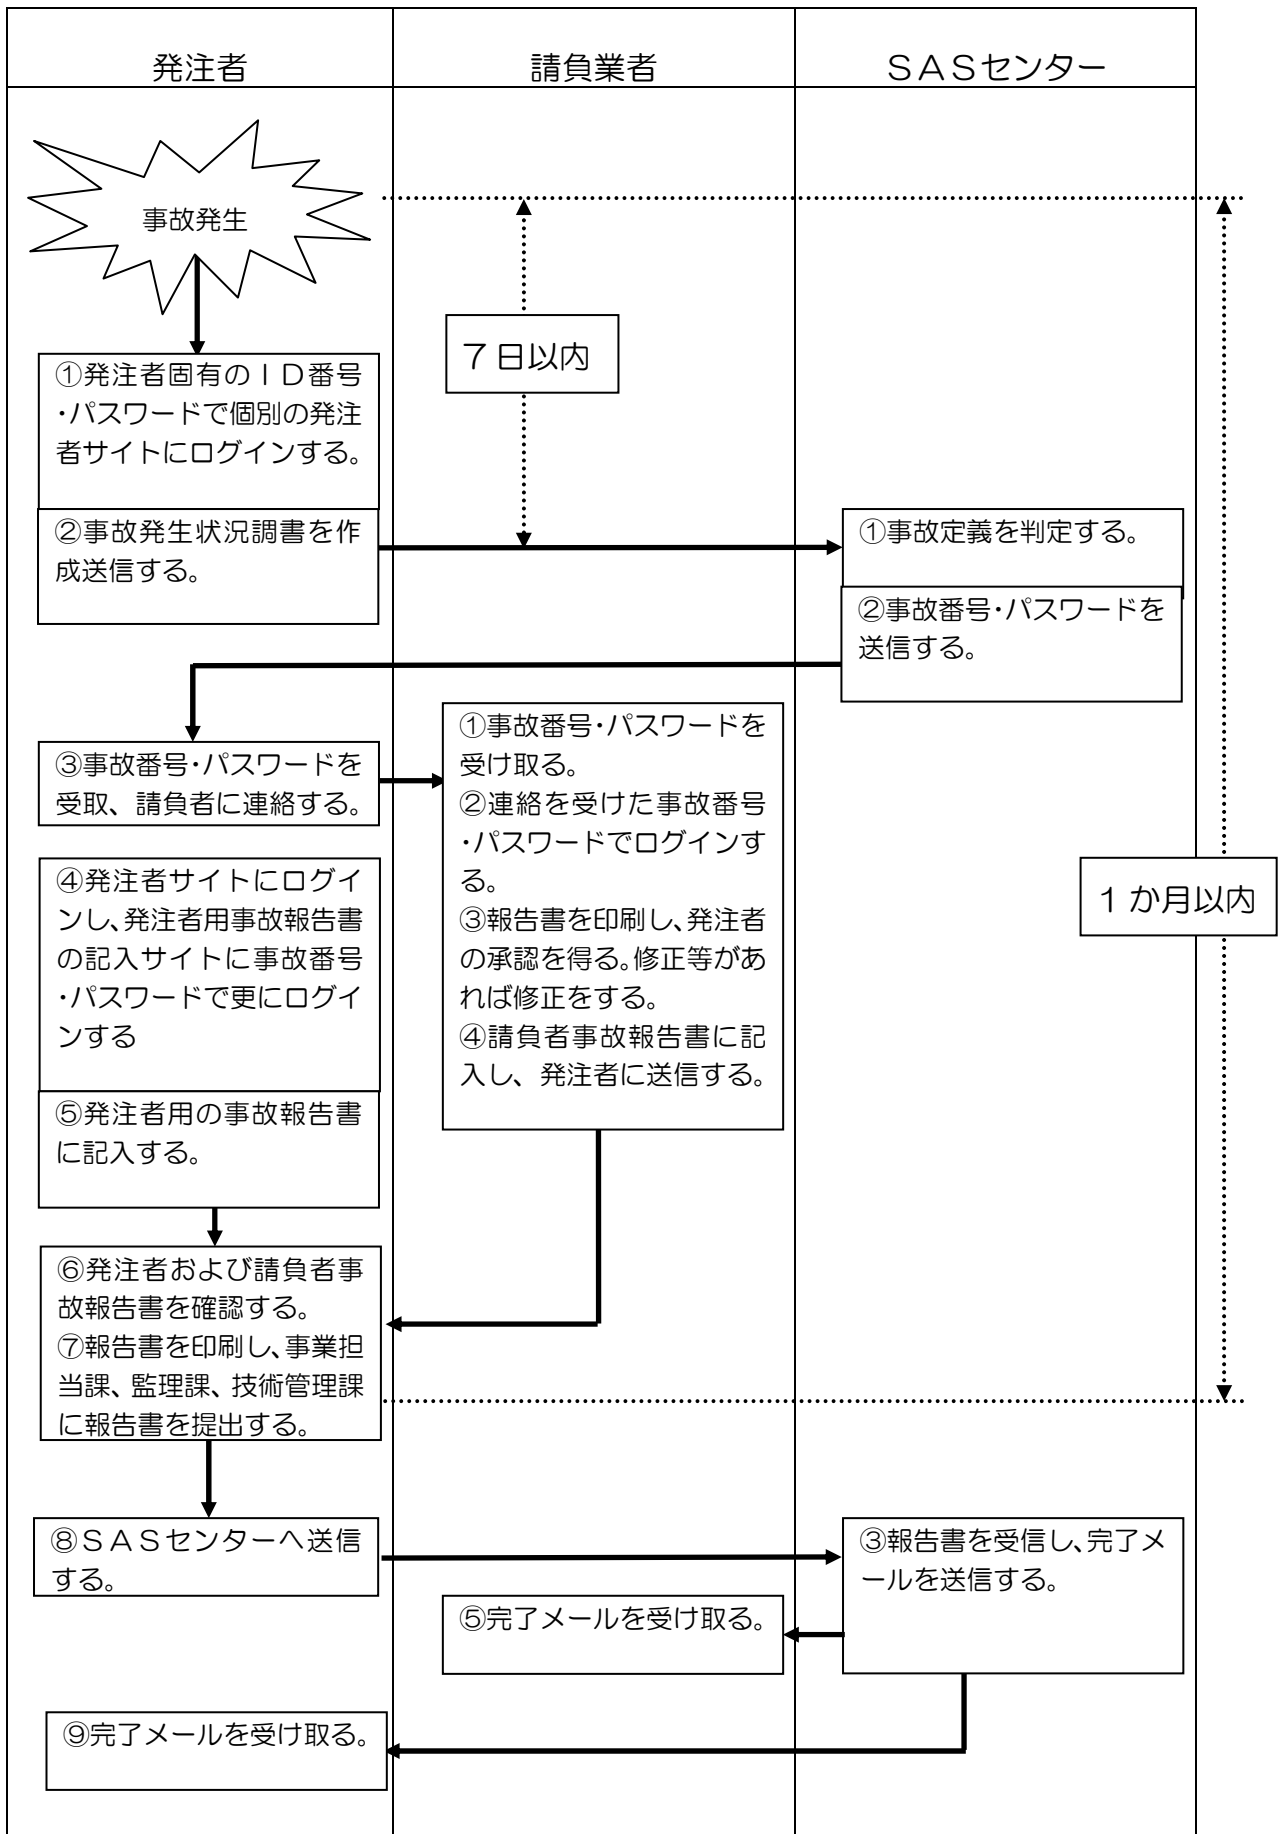 発注者
請負業者
ＳＡＳセンター
事故発生
７日以内
①発注者固有のＩＤ番号
・パスワードで個別の発注
者サイトにログインする。
②事故発生状況調書を作
成送信する。
①事故定義を判定する。
②事故番号・パスワードを
送信する。
③事故番号・パスワードを
受取、請負者に連絡する。
①事故番号・パスワードを
受け取る。
②連絡を受けた事故番号
・パスワードでログインす
る。
③報告書を印刷し、発注者
の承認を得る。修正等があ
れば修正をする。
④請負者事故報告書に記
入し、発注者に送信する。
④発注者サイトにログイ
ンし、発注者用事故報告書
の記入サイトに事故番号
・パスワードで更にログイ
ンする
１か月以内
⑤発注者用の事故報告書
に記入する。
⑥発注者および請負者事
故報告書を確認する。
⑦報告書を印刷し、事業担
当課、監理課、技術管理課
に報告書を提出する。
⑧ＳＡＳセンターへ送信
する。
③報告書を受信し、完了メ
ールを送信する。
⑤完了メールを受け取る。
⑨完了メールを受け取る。